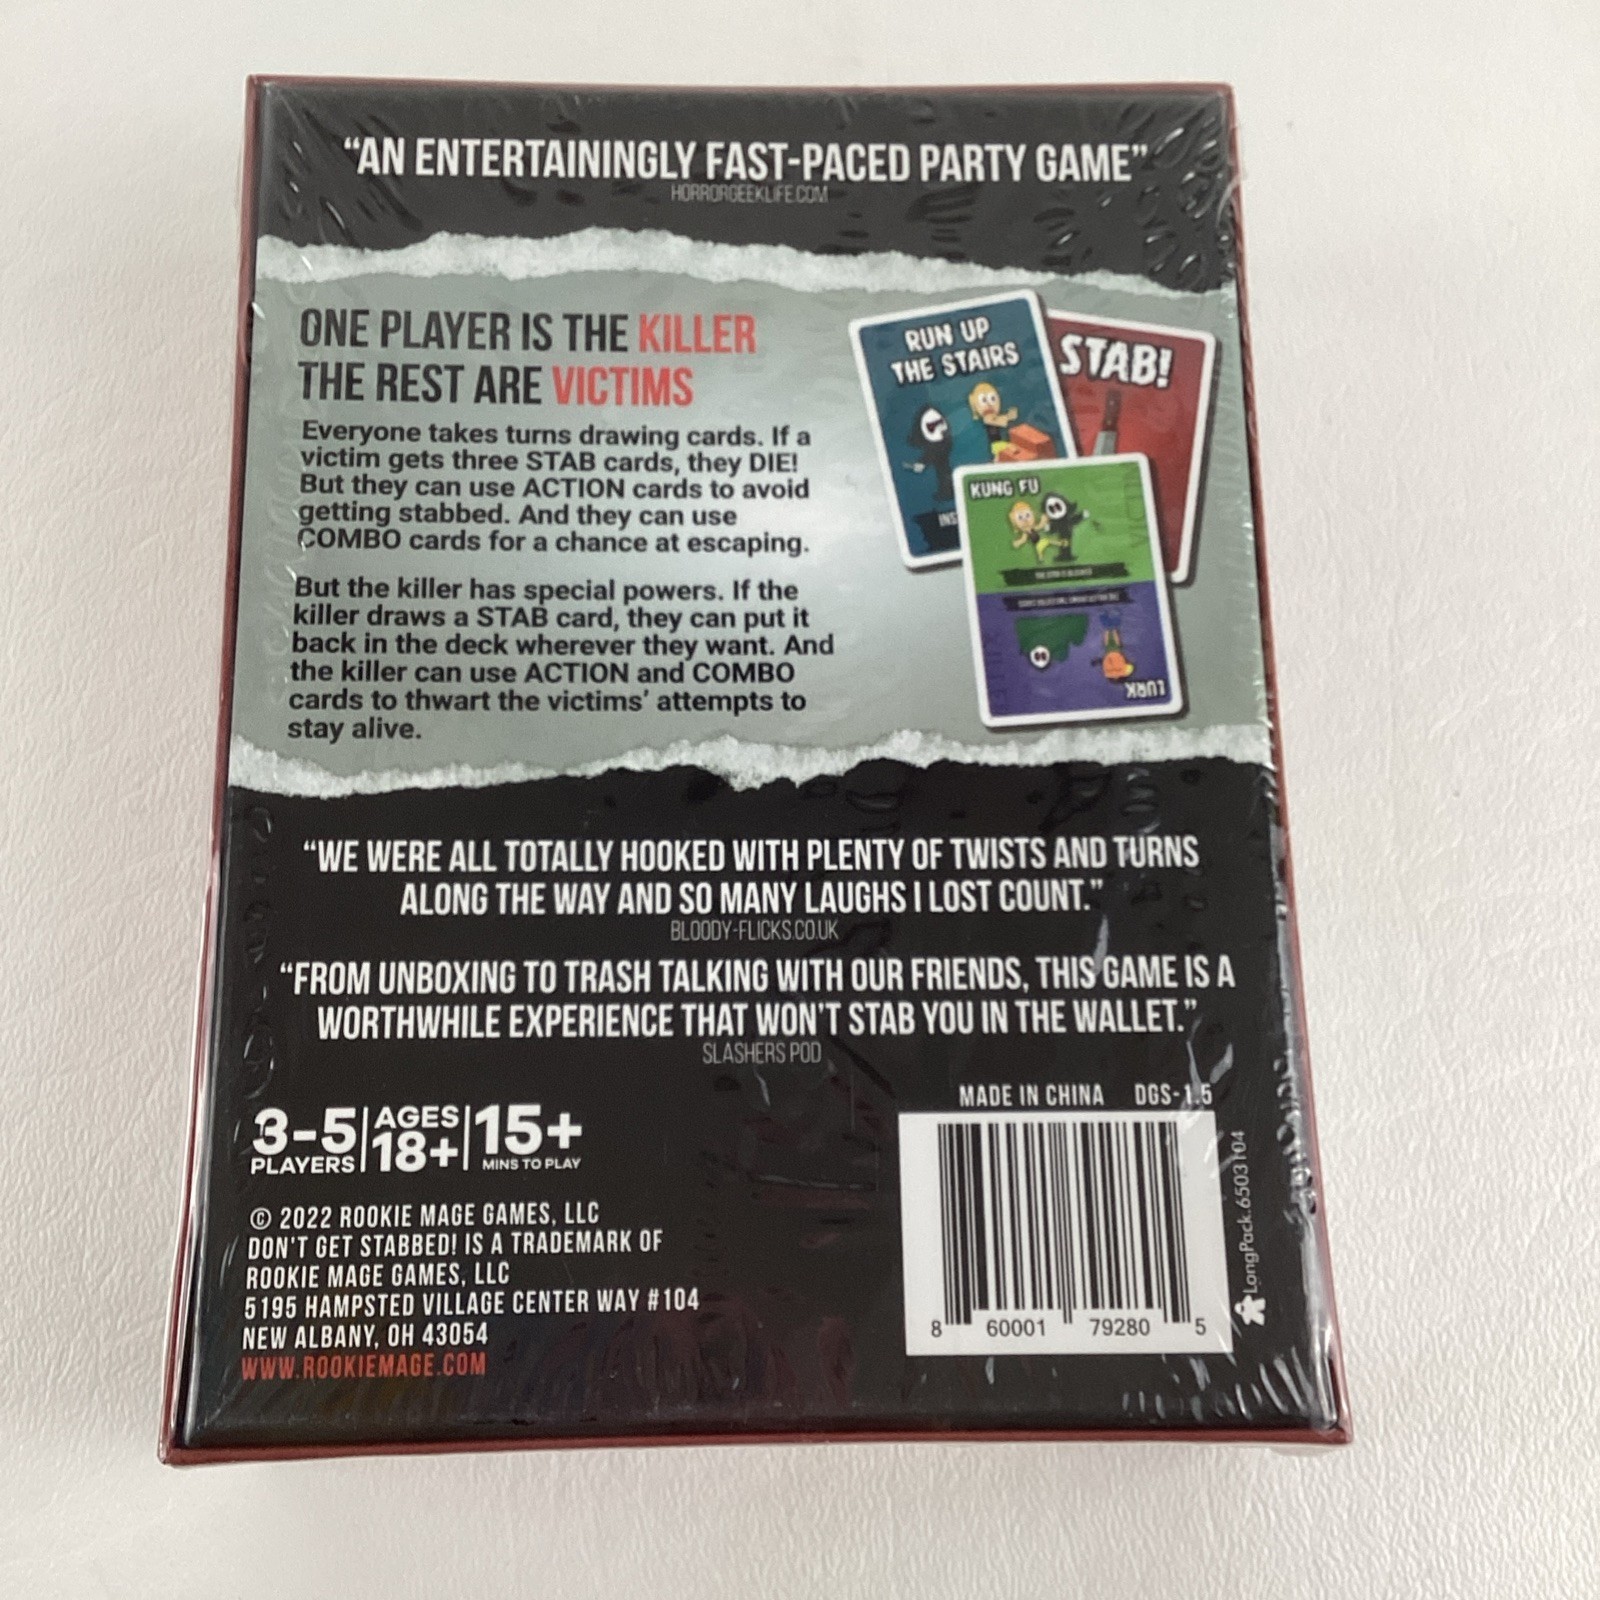 “AN ENTERTAININGLY FAST-PACED PARTY GAME”
HORRORGEEKLIFE.COM
ONE PLAYER IS THE KILLER
THE REST ARE VICTIMS
Everyone takes turns drawing cards. If a
victim gets three STAB cards, they DIE!
But they can use ACTION cards to avoid
getting stabbed. And they can use
COMBO cards for a chance at escaping.
But the killer has special powers. If the
killer draws a STAB card, they can put it
back in the deck wherever they want. And
the killer can use ACTION and COMBO
cards to thwart the victims’ attempts to
stay alive.
RUN UP
THE STAIRS
INS
STAB!
KUNG FU
VICTIM
KILLER
LURK
“WE WERE ALL TOTALLY HOOKED WITH PLENTY OF TWISTS AND TURNS
ALONG THE WAY AND SO MANY LAUGHS I LOST COUNT.”
BLOODY-FLICKS.CO.UK
“FROM UNBOXING TO TRASH TALKING WITH OUR FRIENDS, THIS GAME IS A
WORTHWHILE EXPERIENCE THAT WON’T STAB YOU IN THE WALLET.”
SLASHERS POD
3-5 PLAYERS
AGES 18+
15+ MINS TO PLAY
© 2022 ROOKIE MAGE GAMES, LLC
DON'T GET STABBED! IS A TRADEMARK OF
ROOKIE MAGE GAMES, LLC
5195 HAMPSTED VILLAGE CENTER WAY #104
NEW ALBANY, OH 43054
WWW.ROOKIEMAGE.COM
MADE IN CHINA DGS-1.5
8 60001 79280 5
LongPack.6503104